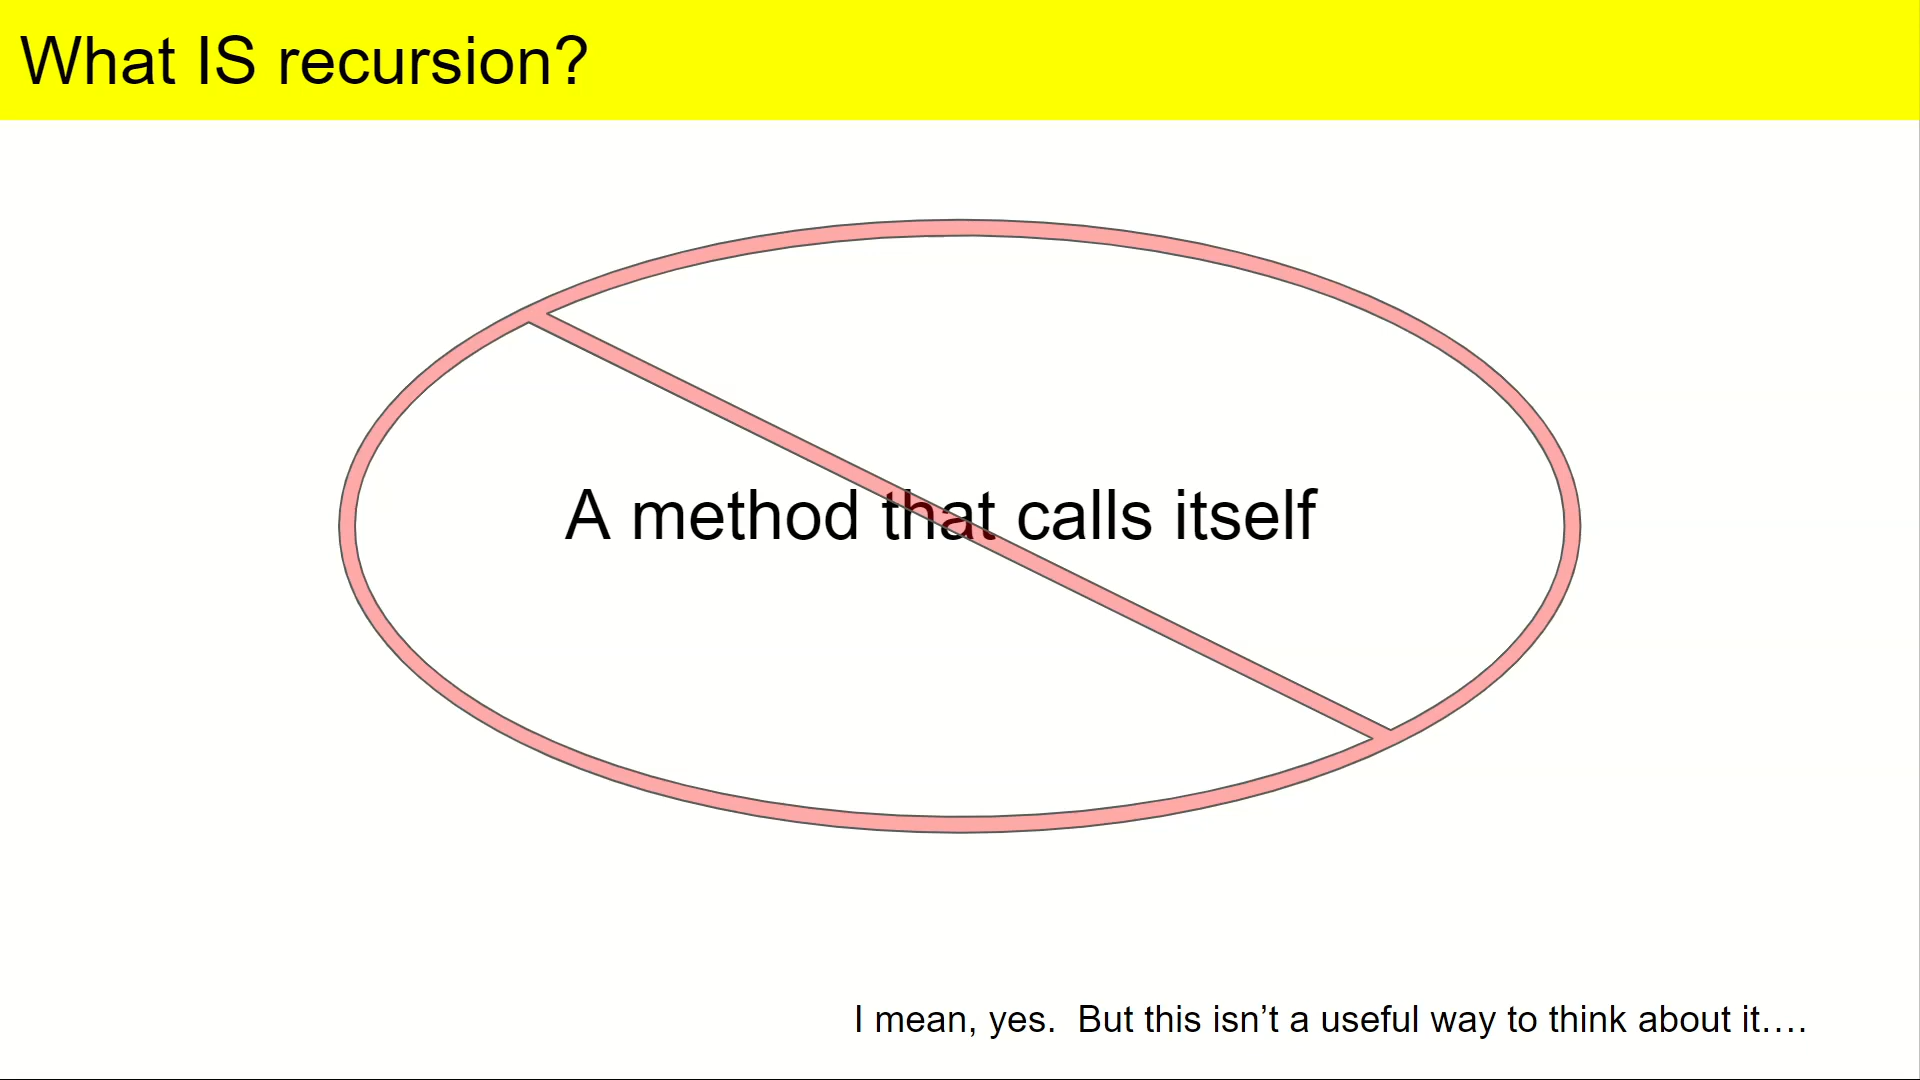 What IS recursion?
A method that calls itself
I mean, yes.  But this isn’t a useful way to think about it….